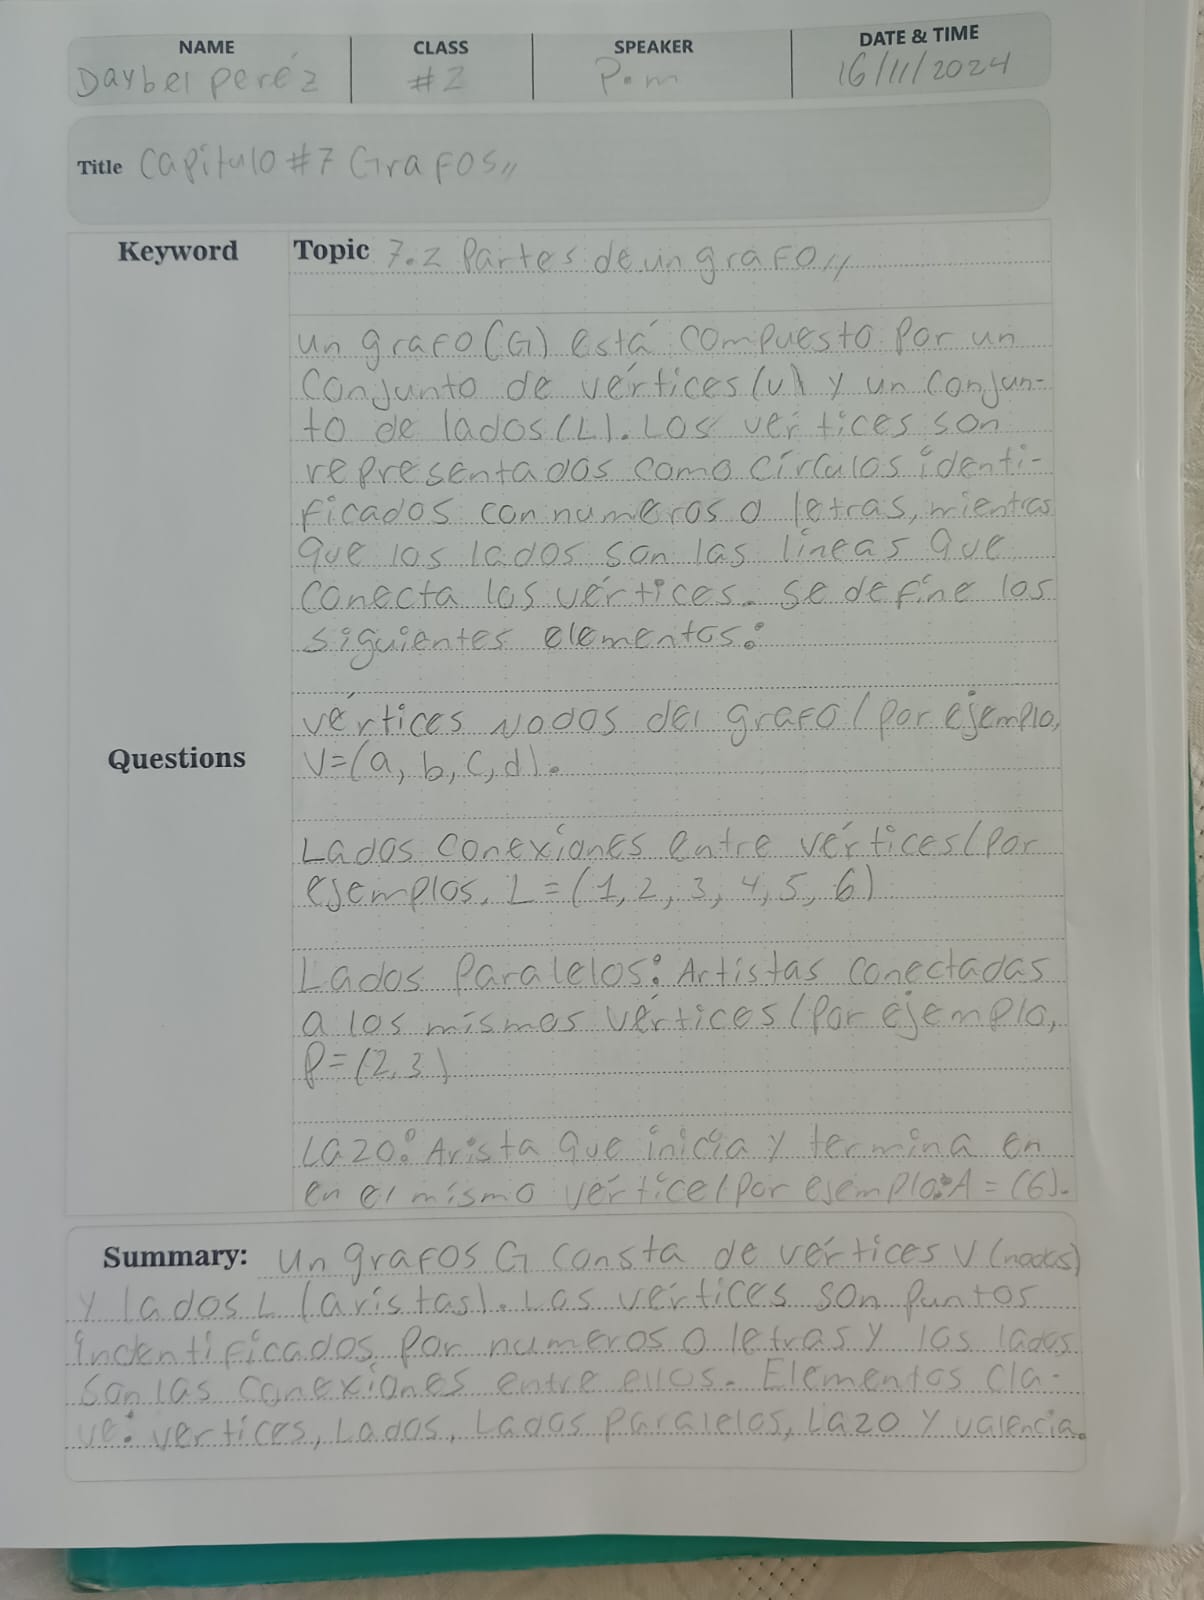 NAME CLASS SPEAKER DATE & TIME
Daybel Peréz #2 P.m 16/11/2024
Title Capítulo #7 Grafos,,
Keyword Topic 7.2 Partes de un grafo,,
un grafo (G) está compuesto por un
conjunto de vértices (v) y un conjun-
to de lados (L). Los vértices son
representados como círculos identi-
ficados con numeros o letras, mientras
que los lados son las líneas que
conecta los vértices. se define los
siguientes elementos:
vértices nodos del grafo (por ejemplo,
V=(a, b, c, d).
Questions
Lados conexiones entre vértices (por
ejemplos, L = (1, 2, 3, 4, 5, 6)
Lados Paralelos: Artistas conectadas
a los mismos vértices (por ejemplo,
P=(2,3)
Lazo: Arista que inicia y termina en
en el mismo vértice (por ejemplo: A = (6).
Summary: un grafos G consta de vértices V (nodos)
y lados L (aristas). Los vértices son puntos
indentificados por numeros o letras y los lados
son las conexiones entre ellos. Elementos cla-
ve: vertices, Lados, Lados paralelos, Lazo y valencia.